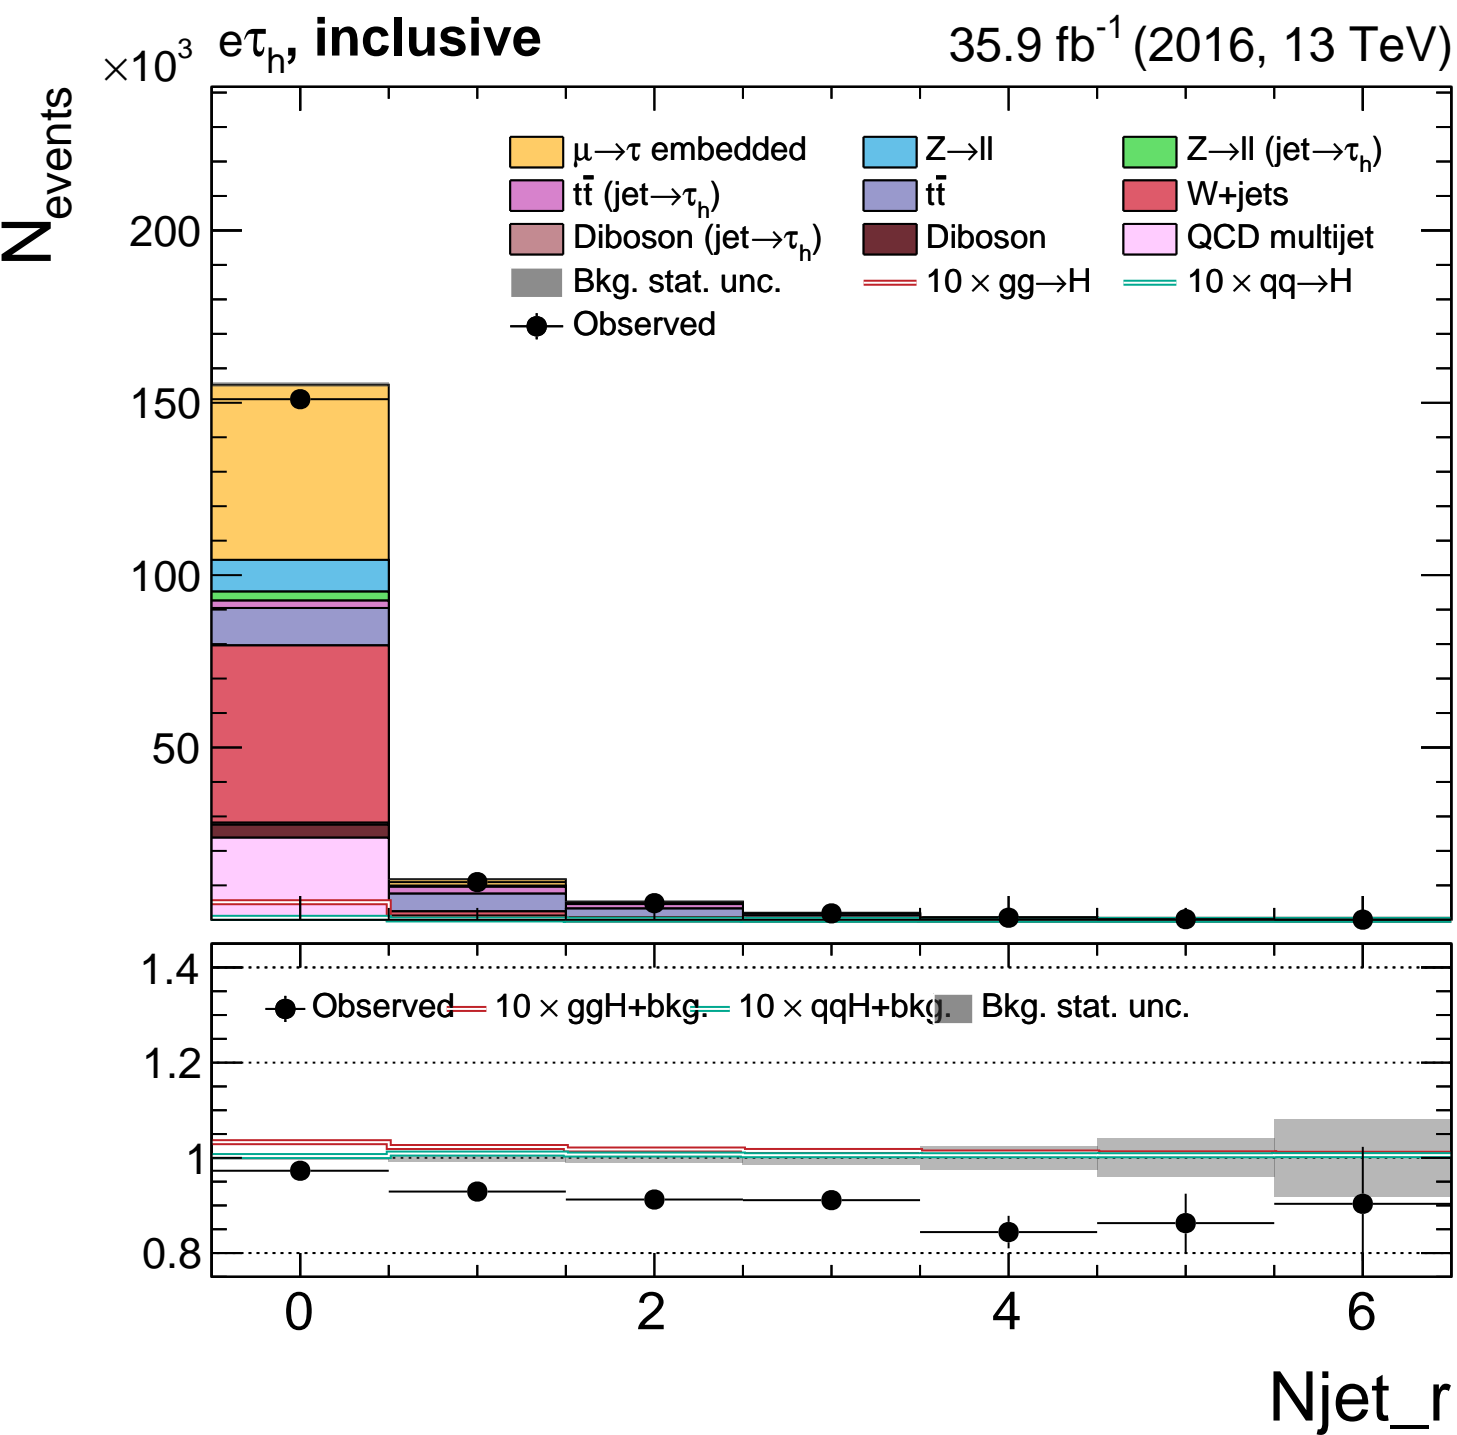 ×10³ eτₕ, inclusive 35.9 fb⁻¹ (2016, 13 TeV)
N_events
μ→τ embedded Z→ll Z→ll (jet→τₕ)
tt̄ (jet→τₕ) tt̄ W+jets
Diboson (jet→τₕ) Diboson QCD multijet
Bkg. stat. unc. 10 × gg→H 10 × qq→H
Observed
200
150
100
50
1.4
Observed 10 × ggH+bkg. 10 × qqH+bkg. Bkg. stat. unc.
1.2
1
0.8
0 2 4 6
Njet_r